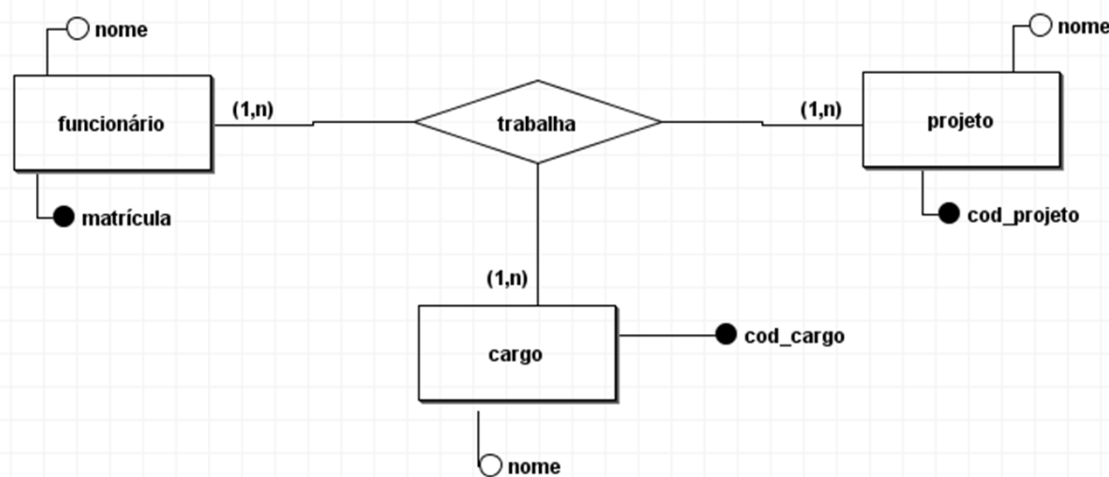 nome
nome
funcionário
(1,n)
trabalha
(1,n)
projeto
matrícula
cod_projeto
(1,n)
cargo
cod_cargo
nome